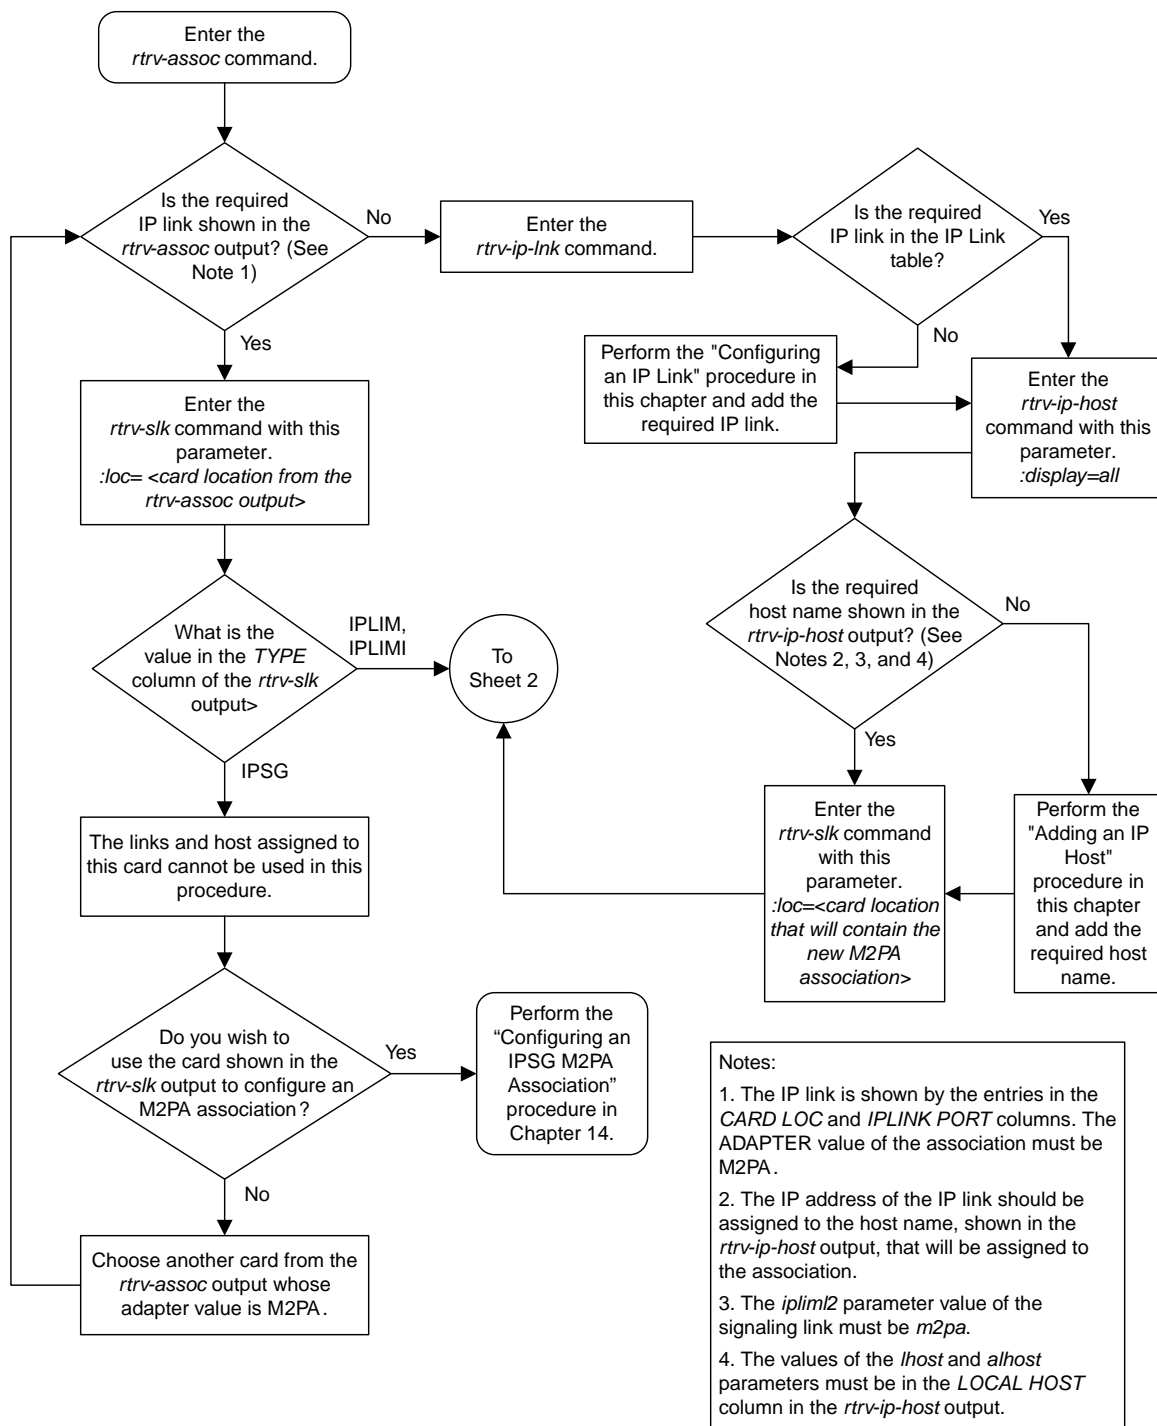 Enter the
rtrv-assoc command.
Is the required
IP link shown in the
rtrv-assoc output? (See
Note 1)
No
Enter the
rtrv-ip-lnk command.
Is the required
IP link in the IP Link
table?
Yes
No
Yes
Perform the "Configuring
an IP Link" procedure in
this chapter and add the
required IP link.
Enter the
rtrv-ip-host
command with this
parameter.
:display=all
Enter the
rtrv-slk command with this
parameter.
:loc= <card location from the
rtrv-assoc output>
Is the required
host name shown in the
rtrv-ip-host output? (See
Notes 2, 3, and 4)
No
Yes
What is the
value in the TYPE
column of the rtrv-slk
output>
IPLIM,
IPLIMI
To
Sheet 2
IPSG
The links and host assigned to
this card cannot be used in this
procedure.
Enter the
rtrv-slk command
with this
parameter.
:loc=<card location
that will contain the
new M2PA
association>
Perform the
"Adding an IP
Host"
procedure in
this chapter
and add the
required host
name.
Do you wish to
use the card shown in the
rtrv-slk output to configure an
M2PA association?
Yes
Perform the
“Configuring an
IPSG M2PA
Association”
procedure in
Chapter 14.
No
Choose another card from the
rtrv-assoc output whose
adapter value is M2PA.
Notes:
1. The IP link is shown by the entries in the
CARD LOC and IPLINK PORT columns. The
ADAPTER value of the association must be
M2PA.
2. The IP address of the IP link should be
assigned to the host name, shown in the
rtrv-ip-host output, that will be assigned to
the association.
3. The ipliml2 parameter value of the
signaling link must be m2pa.
4. The values of the lhost and alhost
parameters must be in the LOCAL HOST
column in the rtrv-ip-host output.